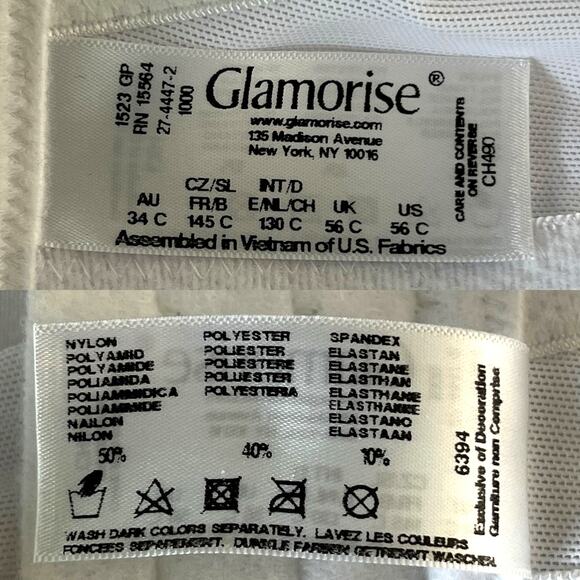 1523 GP
RN 15564
27-4447-2
1000
Glamorise®
www.glamorise.com
135 Madison Avenue
New York, NY 10016
CARE AND CONTENTS
ON REVERSE
CH490
CZ/SL INT/D
AU FR/B E/NL/CH UK US
34 C 145 C 130 C 56 C 56 C
Assembled in Vietnam of U.S. Fabrics
NYLON POLYESTER SPANDEX
POLYAMID POLIESTER ELASTAN
POLYAMIDE POLIESTERE ELASTANE
POLIAMIDA POLUESTER ELASTHAN
POLIAMMIDICA POLYESTERIA ELASTHANE
POLIAMMIDE ELASTHANNE
NAILON ELASTANO
NILON ELASTAAN
50% 40% 10%
6394
Exclusive of Decoration
Garniture non Comprise
WASH DARK COLORS SEPARATELY. LAVEZ LES COULEURS
FONCEES SEPAREMENT. DUNKLE FARBEN GETRENNT WASCHEN